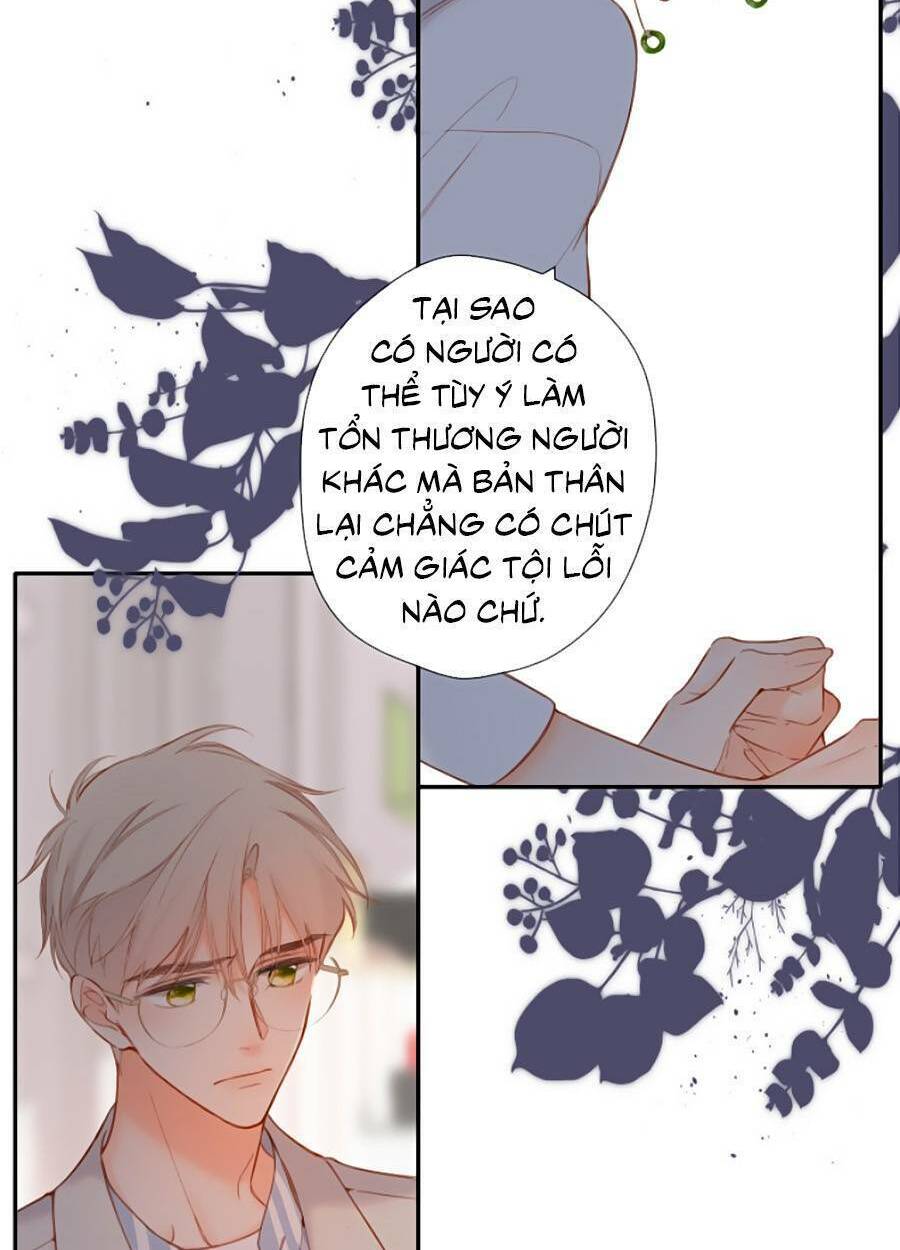 TẠI SAO
CÓ NGƯỜI CÓ
THỂ TÙY Ý LÀM
TỔN THƯƠNG NGƯỜI
KHÁC MÀ BẢN THÂN
LẠI CHẲNG CÓ CHÚT
CẢM GIÁC TỘI LỖI
NÀO CHỨ.